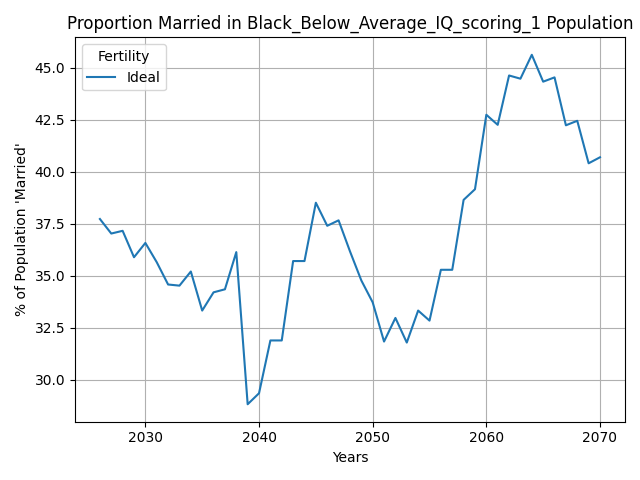 Proportion Married in Black_Below_Average_IQ_scoring_1 Population
Fertility
Ideal
% of Population 'Married'
45.0
42.5
40.0
37.5
35.0
32.5
30.0
2030 2040 2050 2060 2070
Years